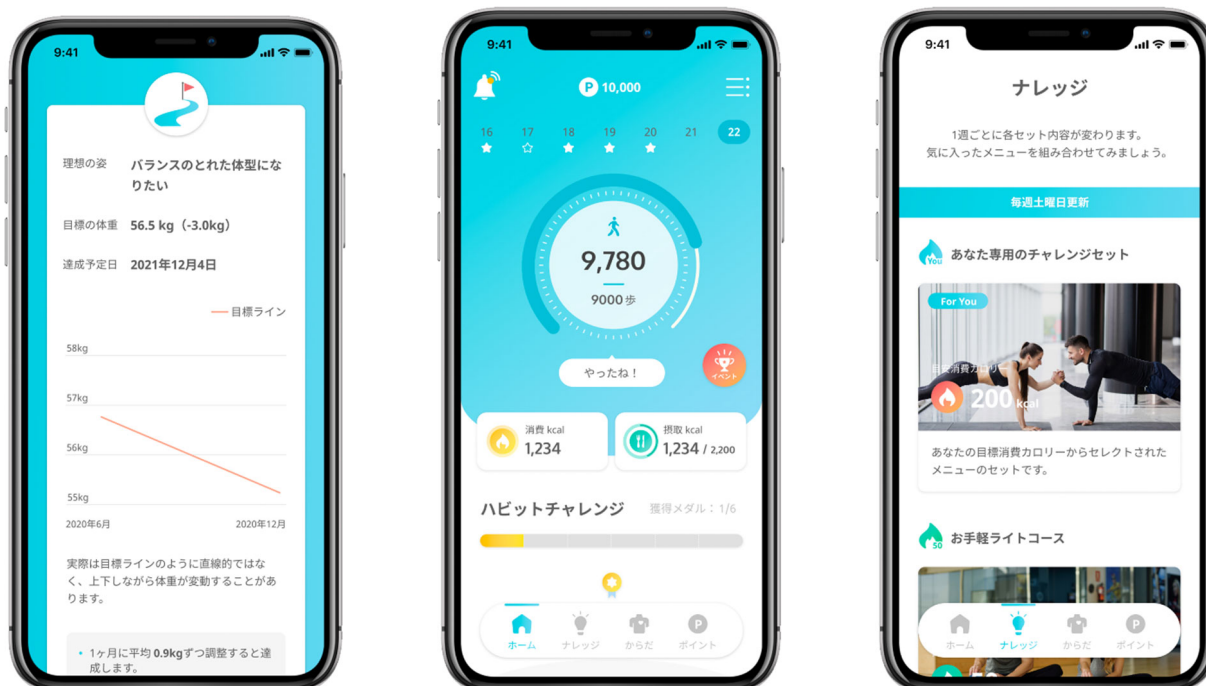 9:41
理想の姿
バランスのとれた体型にな
りたい
目標の体重
56.5 kg（-3.0kg）
達成予定日
2021年12月4日
目標ライン
58kg
57kg
56kg
55kg
2020年6月
2020年12月
実際は目標ラインのように直線的ではな
く、上下しながら体重が変動することがあ
ります。
• 1ヶ月に平均 0.9kgずつ調整すると達
成します。
9:41
P 10,000
16 17 18 19 20 21 22
9,780
9000 歩
やったね！
イベント
消費 kcal
1,234
摂取 kcal
1,234 / 2,200
ハビットチャレンジ
獲得メダル：1/6
ホーム
ナレッジ
からだ
P
ポイント
9:41
ナレッジ
1週ごとに各セット内容が変わります。
気に入ったメニューを組み合わせてみましょう。
毎週土曜日更新
You
あなた専用のチャレンジセット
For You
目安消費カロリー
200 kcal
あなたの目標消費カロリーからセレクトされた
メニューのセットです。
50
お手軽ライトコース
ホーム
ナレッジ
からだ
P
ポイント